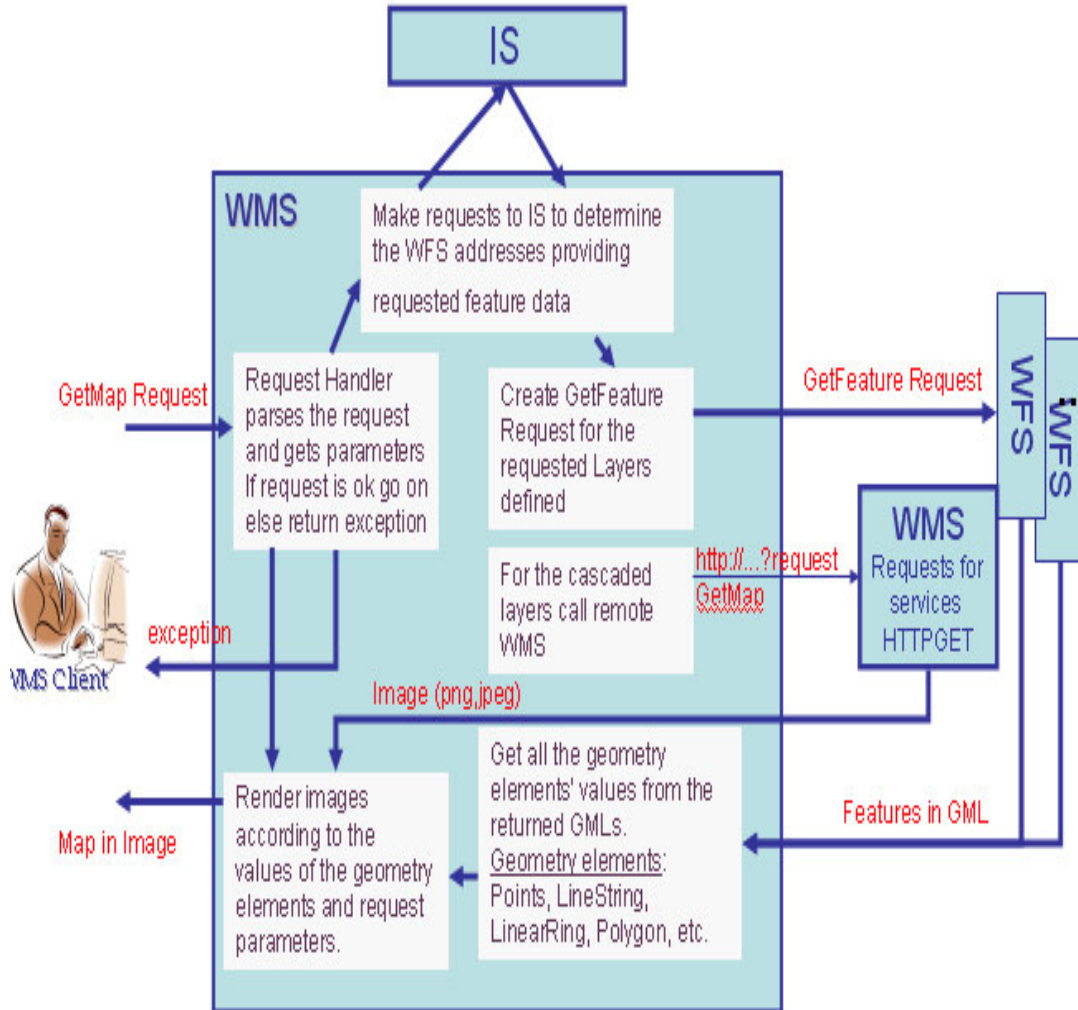 IS
WMS
Make requests to IS to determine
the WFS addresses providing
requested feature data
GetMap Request
Request Handler
parses the request
and gets parameters
If request is ok go on
else return exception
Create GetFeature
Request for the
requested Layers
defined
GetFeature Request
WFS
WFS
For the cascaded
layers call remote
WMS
http://...?request
GetMap
WMS
Requests for
services
HTTPGET
exception
WMS Client
Image (png,jpeg)
Get all the geometry
elements' values from the
returned GMLs.
Geometry elements:
Points, LineString,
LinearRing, Polygon, etc.
Features in GML
Render images
according to the
values of the geometry
elements and request
parameters.
Map in Image